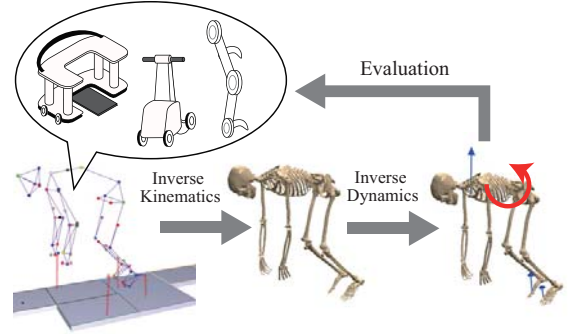 Evaluation
Inverse
Kinematics
Inverse
Dynamics